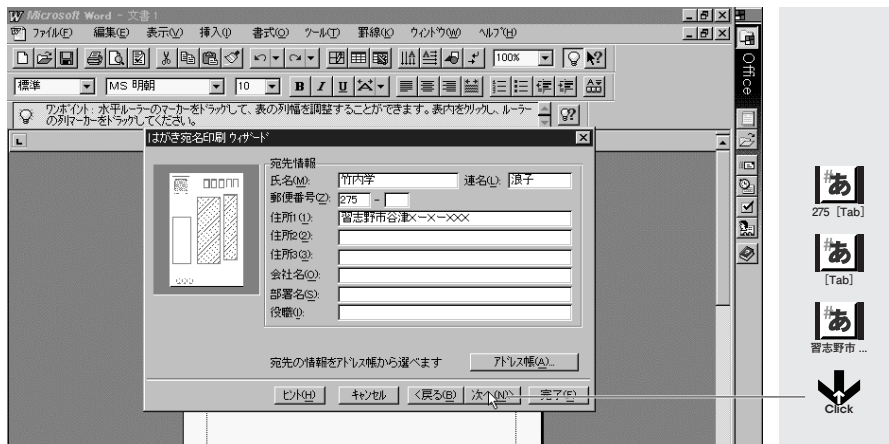 Microsoft Word - 文書1
ファイル(F) 編集(E) 表示(V) 挿入(I) 書式(O) ツール(T) 罫線(K) ウィンドウ(W) ヘルプ(H)
100%
標準 MS 明朝 10 B I U
ワンポイント: 水平ルーラーのマーカーをドラッグして、表の列幅を調整することができます。表内をクリックし、ルーラー
の列マーカーをドラッグしてください。
Office
はがき宛名印刷 ウィザード
宛先情報
氏名(M): 竹内学 連名(L): 浪子
郵便番号(Z): 275 -
住所1(1): 習志野市谷津×-×-×××
住所2(2):
住所3(3):
会社名(O):
部署名(S):
役職(I):
宛先の情報をアドレス帳から選べます アドレス帳(A)...
ヒント(H) キャンセル <戻る(B) 次へ(N)> 完了(F)
#あ
275 [Tab]
#あ
[Tab]
#あ
習志野市 ...
Click